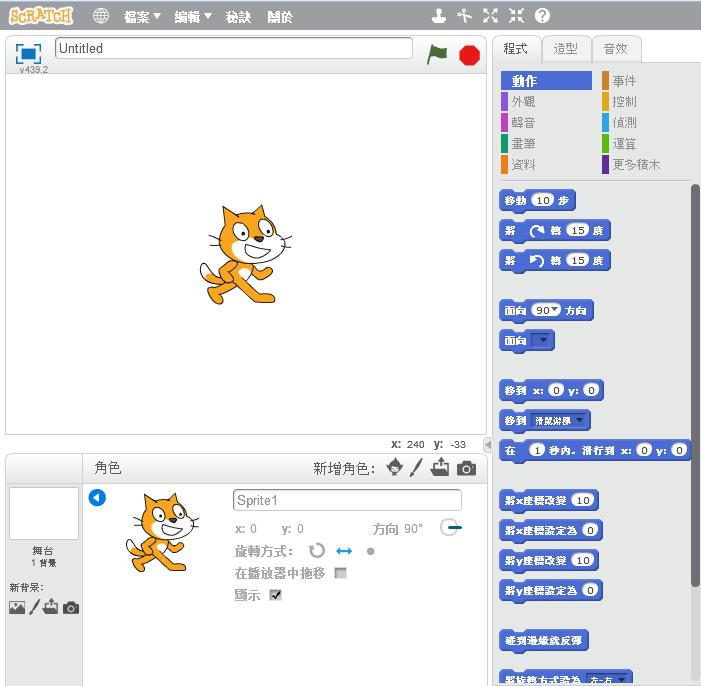 SCRATCH 檔案 編輯 秘訣 關於
Untitled
v439.2
程式 造型 音效
動作 事件
外觀 控制
聲音 偵測
畫筆 運算
資料 更多積木
移動 10 步
將 轉 15 度
將 轉 15 度
面向 90 方向
面向
移到 x: 0 y: 0
移到 滑鼠游標
在 1 秒內，滑行到 x: 0 y: 0
將x座標改變 10
將x座標設定為 0
將y座標改變 10
將y座標設定為 0
碰到邊緣就反彈
將旋轉方式設為 左-右
x: 240 y: -33
角色 新增角色:
舞台
1 背景
新背景:
Sprite1
x: 0 y: 0 方向 90°
旋轉方式:
在播放器中拖移
顯示